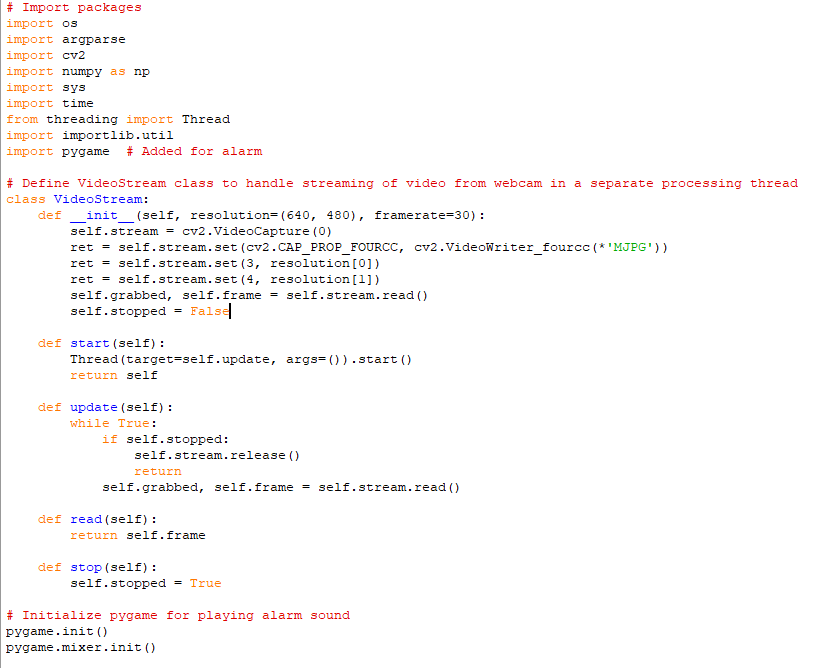 # Import packages
import os
import argparse
import cv2
import numpy as np
import sys
import time
from threading import Thread
import importlib.util
import pygame  # Added for alarm

# Define VideoStream class to handle streaming of video from webcam in a separate processing thread
class VideoStream:
    def __init__(self, resolution=(640, 480), framerate=30):
        self.stream = cv2.VideoCapture(0)
        ret = self.stream.set(cv2.CAP_PROP_FOURCC, cv2.VideoWriter_fourcc(*'MJPG'))
        ret = self.stream.set(3, resolution[0])
        ret = self.stream.set(4, resolution[1])
        self.grabbed, self.frame = self.stream.read()
        self.stopped = False

    def start(self):
        Thread(target=self.update, args=()).start()
        return self

    def update(self):
        while True:
            if self.stopped:
                self.stream.release()
                return
            self.grabbed, self.frame = self.stream.read()

    def read(self):
        return self.frame

    def stop(self):
        self.stopped = True

# Initialize pygame for playing alarm sound
pygame.init()
pygame.mixer.init()